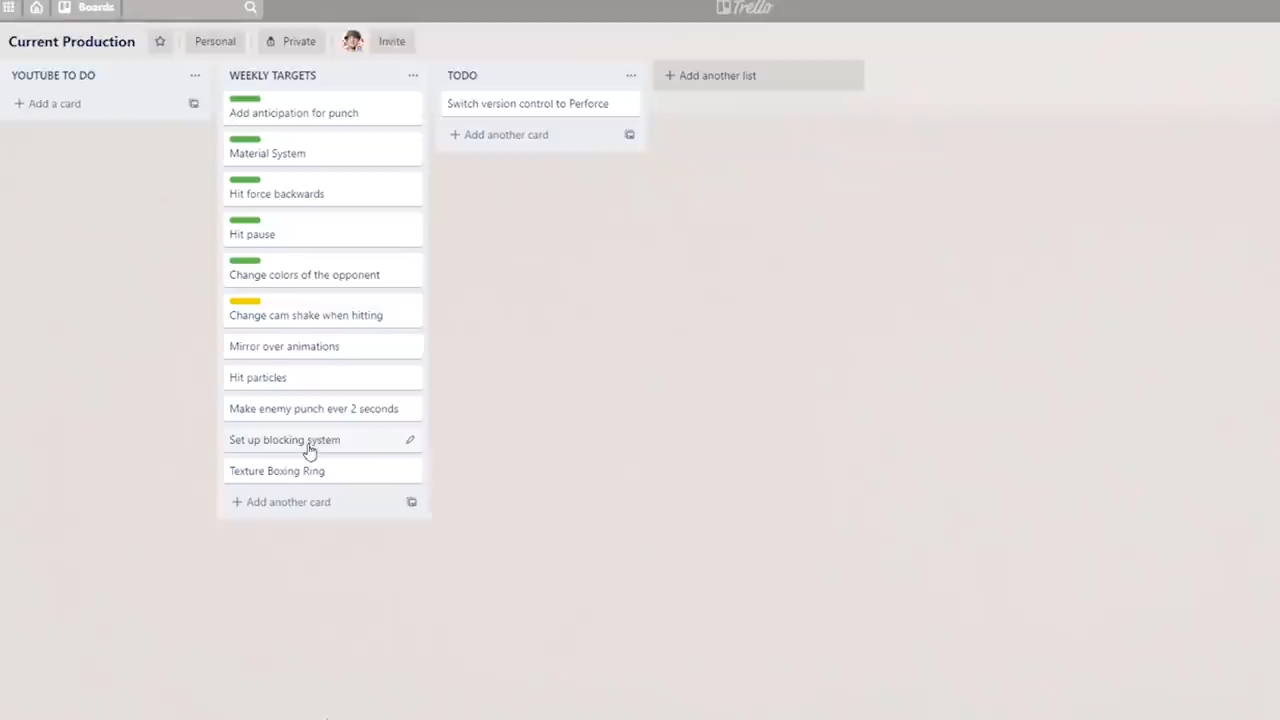 Boards
Trello
Current Production
Personal
Private
Invite
YOUTUBE TO DO
+ Add a card
WEEKLY TARGETS
Add anticipation for punch
Material System
Hit force backwards
Hit pause
Change colors of the opponent
Change cam shake when hitting
Mirror over animations
Hit particles
Make enemy punch ever 2 seconds
Set up blocking system
Texture Boxing Ring
+ Add another card
TODO
Switch version control to Perforce
+ Add another card
+ Add another list